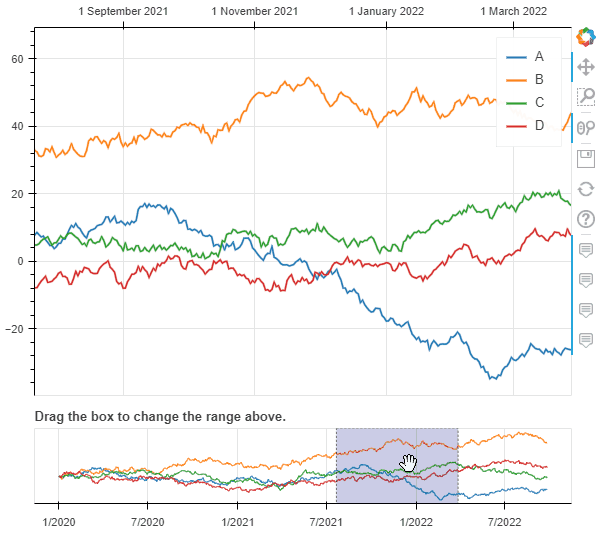 1 September 2021 1 November 2021 1 January 2022 1 March 2022
60
40
20
0
−20
A
B
C
D
Drag the box to change the range above.
1/2020 7/2020 1/2021 7/2021 1/2022 7/2022